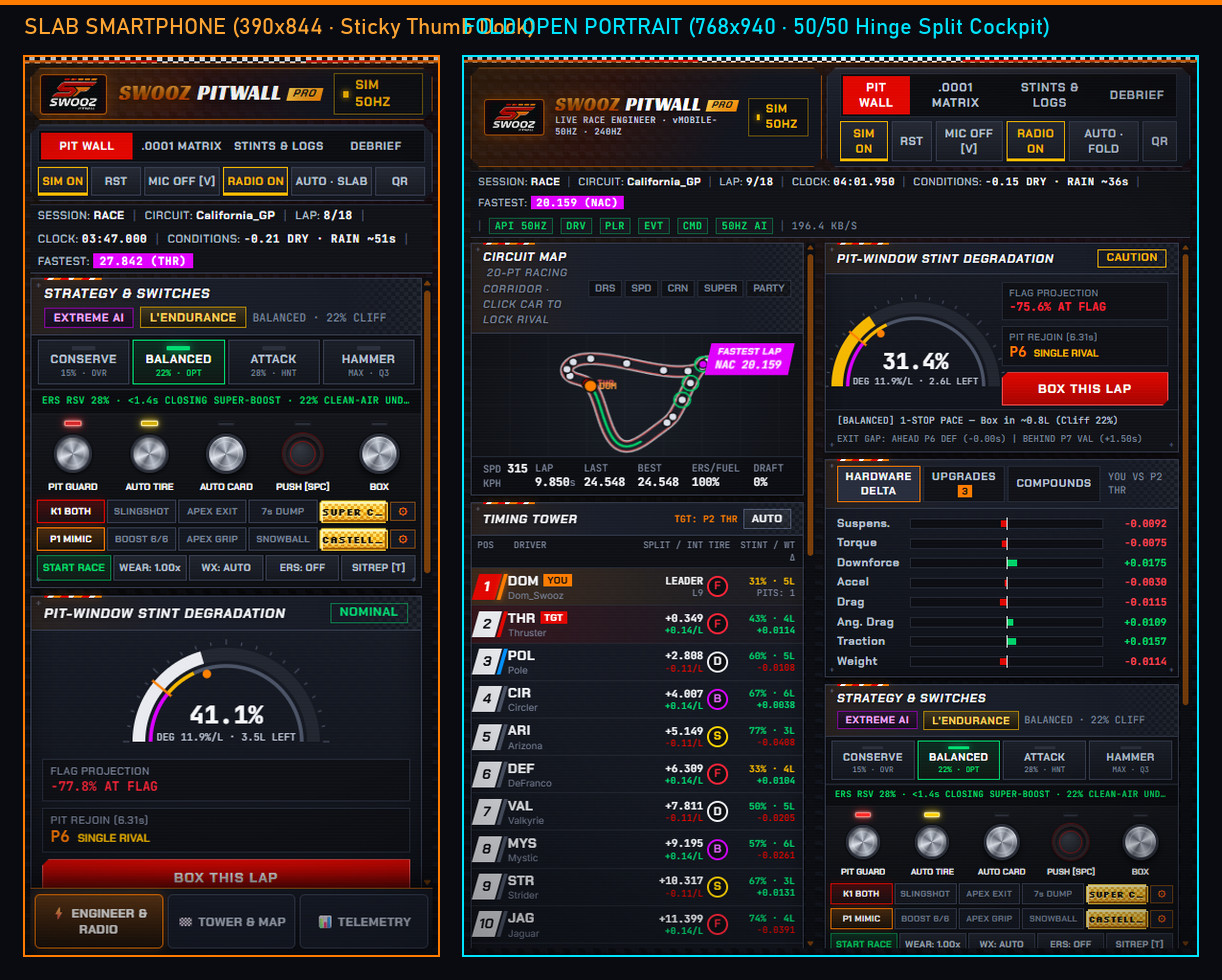 SLAB SMARTPHONE (390x844 · Sticky Thumb Dock)
FOLD OPEN PORTRAIT (768x940 · 50/50 Hinge Split Cockpit)
SWOOZ
SWOOZ PITWALL PRO
SIM 50HZ
PIT WALL
.0001 MATRIX
STINTS & LOGS
DEBRIEF
SIM ON
RST
MIC OFF [V]
RADIO ON
AUTO · SLAB
QR
SESSION: RACE | CIRCUIT: California_GP | LAP: 8/18 |
CLOCK: 03:47.000 | CONDITIONS: -0.21 DRY · RAIN ~51s |
FASTEST: 27.842 (THR)
STRATEGY & SWITCHES
EXTREME AI L'ENDURANCE BALANCED · 22% CLIFF
CONSERVE BALANCED ATTACK HAMMER
15% · OVR 22% · OPT 28% · HNT MAX · Q3
ERS RSV 28% · <1.4s CLOSING SUPER-BOOST · 22% CLEAN-AIR UND…
PIT GUARD AUTO TIRE AUTO CARD PUSH [SPC] BOX
K1 BOTH SLINGSHOT APEX EXIT 7s DUMP SUPER C…
P1 MIMIC BOOST 6/6 APEX GRIP SNOWBALL CASTELL…
START RACE WEAR: 1.00x WX: AUTO ERS: OFF SITREP [T]
PIT-WINDOW STINT DEGRADATION NOMINAL
41.1%
DEG 11.9%/L · 3.5L LEFT
FLAG PROJECTION
-77.8% AT FLAG
PIT REJOIN (6.31s)
P6 SINGLE RIVAL
BOX THIS LAP
ENGINEER & RADIO
TOWER & MAP
TELEMETRY
SWOOZ
SWOOZ PITWALL PRO
LIVE RACE ENGINEER · vMOBILE-
50HZ · 240HZ
SIM 50HZ
PIT WALL
.0001 MATRIX
STINTS & LOGS
DEBRIEF
SIM ON
RST
MIC OFF [V]
RADIO ON
AUTO · FOLD
QR
SESSION: RACE | CIRCUIT: California_GP | LAP: 9/18 | CLOCK: 04:01.950 | CONDITIONS: -0.15 DRY · RAIN ~36s |
FASTEST: 20.159 (NAC)
| API 50HZ DRV PLR EVT CMD 50HZ AI | 196.4 KB/S
CIRCUIT MAP
20-PT RACING
CORRIDOR ·
CLICK CAR TO
LOCK RIVAL
DRS SPD CRN SUPER PARTY
FASTEST LAP
NAC 20.159
DOM
SPD 315 KPH
LAP LAST BEST ERS/FUEL DRAFT
9.850s 24.548 24.548 100% 0%
TIMING TOWER TGT: P2 THR AUTO
POS DRIVER SPLIT / INT TIRE STINT / WT Δ
1 DOM YOU LEADER F 31% · 5L
Dom_Swooz L9 PITS: 1
2 THR TGT +0.349 F 43% · 4L
Thruster +0.14/L +0.0114
3 POL +2.808 D 60% · 5L
Pole -0.11/L -0.0108
4 CIR +4.007 B 67% · 6L
Circler +0.14/L +0.0038
5 ARI +5.149 S 77% · 3L
Arizona -0.11/L -0.0408
6 DEF +6.309 F 33% · 4L
DeFranco +0.14/L +0.0104
7 VAL +7.811 D 50% · 5L
Valkyrie -0.11/L -0.0205
8 MYS +9.195 B 57% · 6L
Mystic +0.14/L -0.0261
9 STR +10.317 S 67% · 3L
Strider -0.11/L +0.0131
10 JAG +11.399 F 74% · 4L
Jaguar +0.14/L -0.0391
PIT-WINDOW STINT DEGRADATION CAUTION
31.4%
DEG 11.9%/L · 2.6L LEFT
FLAG PROJECTION
-75.6% AT FLAG
PIT REJOIN (6.31s)
P6 SINGLE RIVAL
BOX THIS LAP
[BALANCED] 1-STOP PACE — Box in ~0.8L (Cliff 22%)
EXIT GAP: AHEAD P6 DEF (-0.00s) | BEHIND P7 VAL (+1.50s)
HARDWARE DELTA
UPGRADES 3
COMPOUNDS
YOU VS P2 THR
Suspens. -0.0092
Torque -0.0075
Downforce +0.0175
Accel -0.0030
Drag -0.0115
Ang. Drag +0.0109
Traction +0.0157
Weight -0.0114
STRATEGY & SWITCHES
EXTREME AI L'ENDURANCE BALANCED · 22% CLIFF
CONSERVE BALANCED ATTACK HAMMER
15% · OVR 22% · OPT 28% · HNT MAX · Q3
ERS RSV 28% · <1.4s CLOSING SUPER-BOOST · 22% CLEAN-AIR UND…
PIT GUARD AUTO TIRE AUTO CARD PUSH [SPC] BOX
K1 BOTH SLINGSHOT APEX EXIT 7s DUMP SUPER C…
P1 MIMIC BOOST 6/6 APEX GRIP SNOWBALL CASTELL…
START RACE WEAR: 1.00x WX: AUTO ERS: OFF SITREP [T]